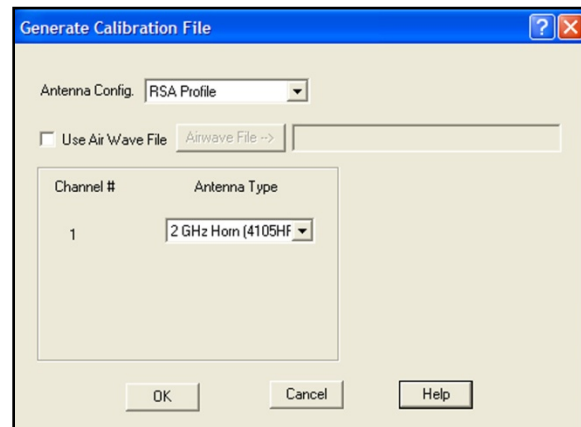 Generate Calibration File
Antenna Config. RSA Profile
Use Air Wave File Airwave File -->
Channel # Antenna Type
1 2 GHz Horn (4105HR
OK Cancel Help